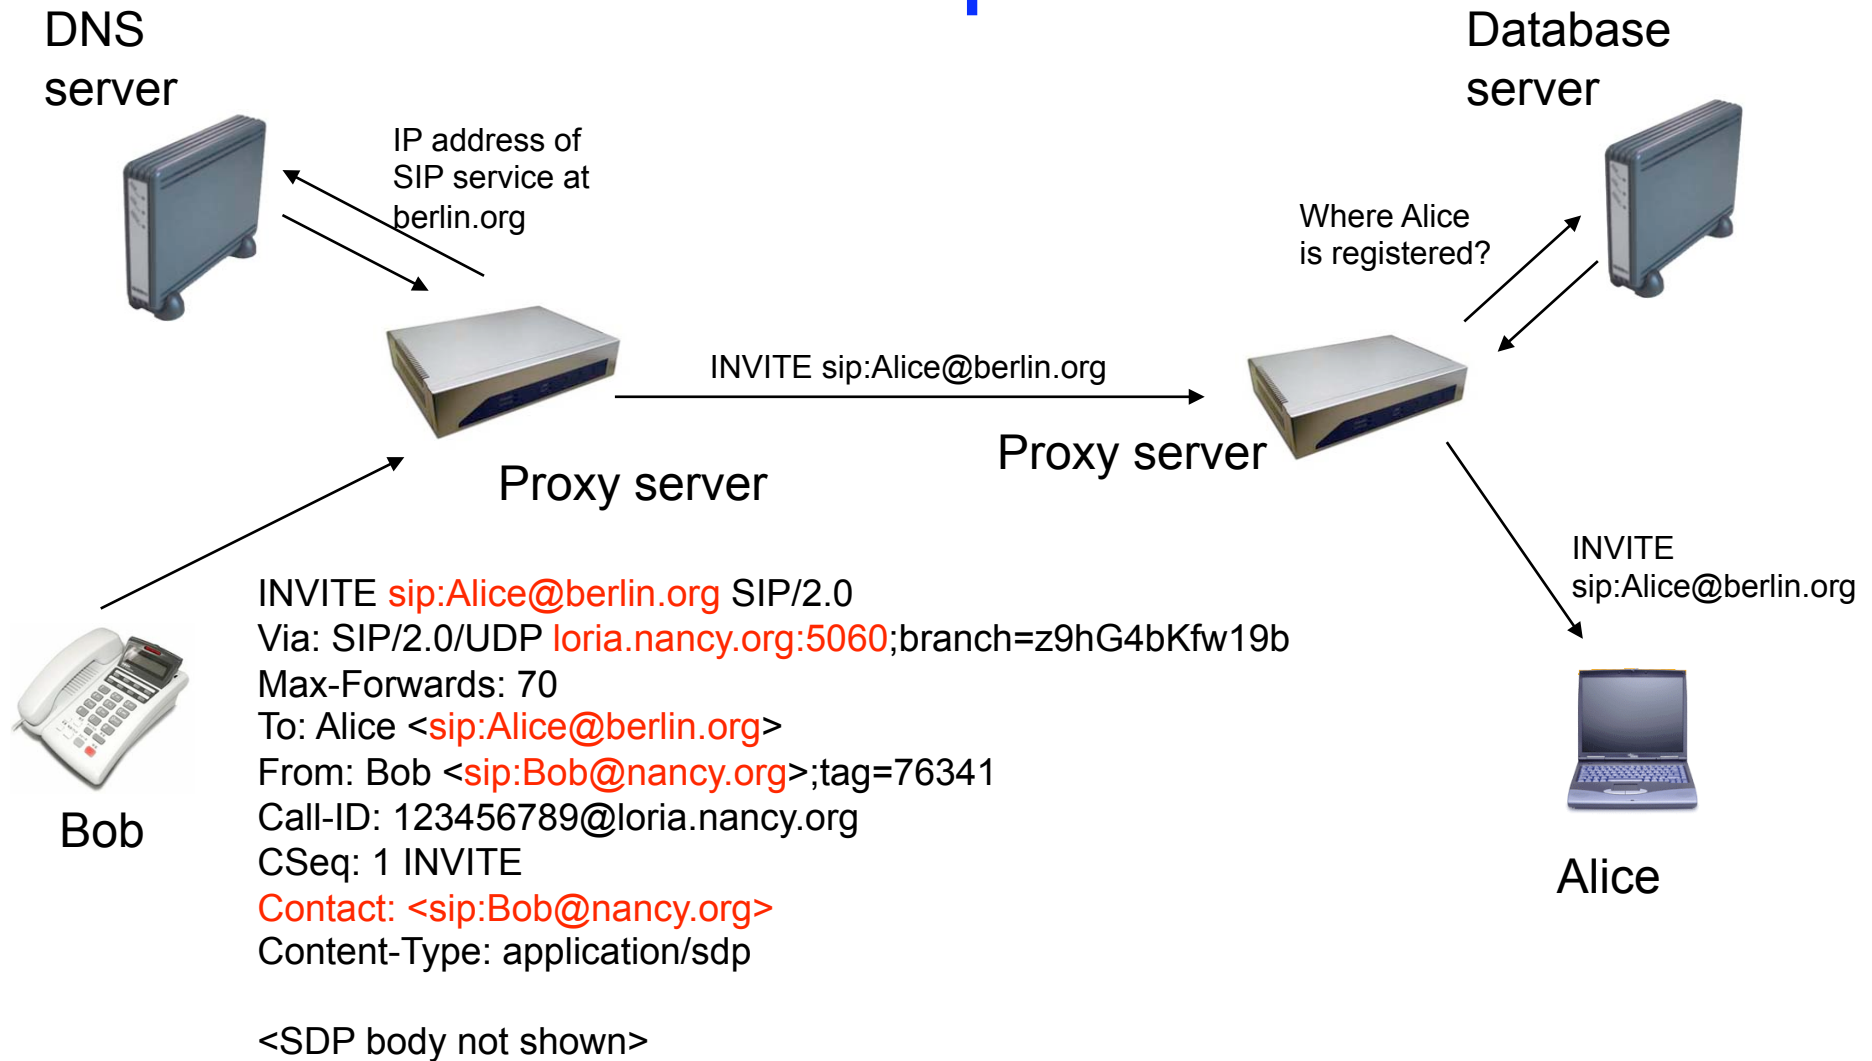 DNS
server
Database
server
IP address of
SIP service at
berlin.org
Where Alice
is registered?
INVITE sip:Alice@berlin.org
Proxy server
Proxy server
INVITE
sip:Alice@berlin.org
INVITE sip:Alice@berlin.org SIP/2.0
Via: SIP/2.0/UDP loria.nancy.org:5060;branch=z9hG4bKfw19b
Max-Forwards: 70
To: Alice <sip:Alice@berlin.org>
From: Bob <sip:Bob@nancy.org>;tag=76341
Call-ID: 123456789@loria.nancy.org
CSeq: 1 INVITE
Contact: <sip:Bob@nancy.org>
Content-Type: application/sdp
<SDP body not shown>
Bob
Alice